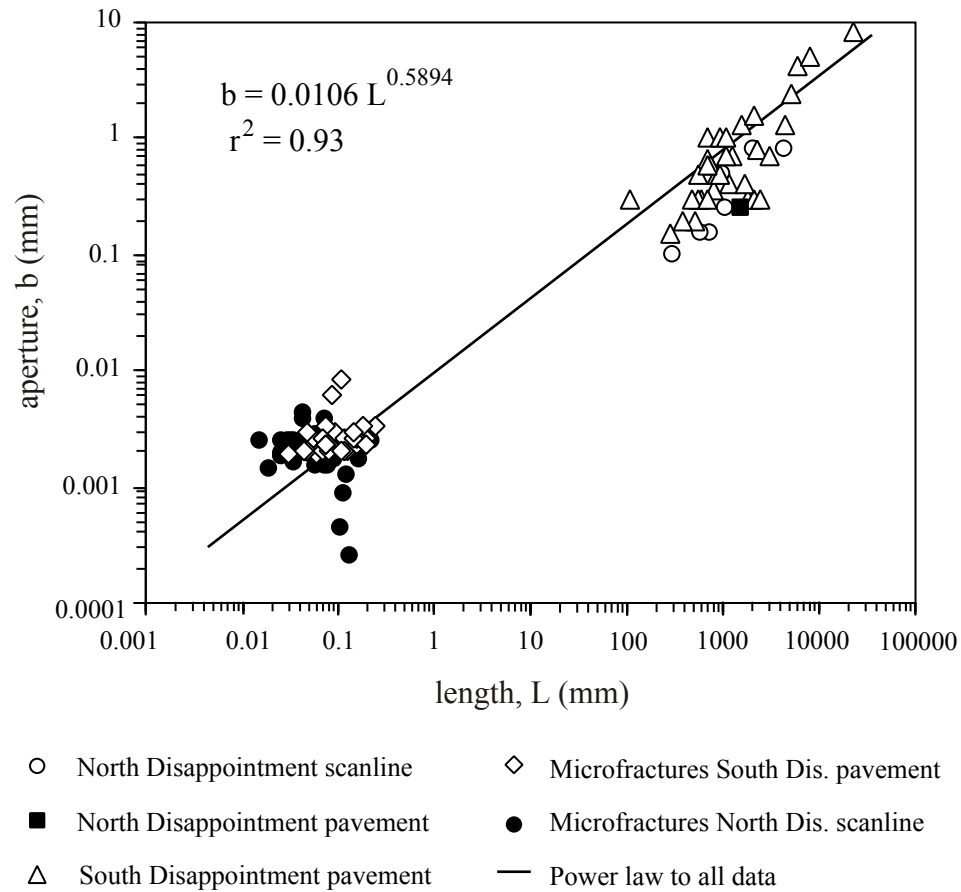 10
1
0.1
0.01
0.001
0.0001
aperture, b (mm)
b = 0.0106 L^0.5894
r^2 = 0.93
0.001 0.01 0.1 1 10 100 1000 10000 100000
length, L (mm)
North Disappointment scanline
Microfractures South Dis. pavement
North Disappointment pavement
Microfractures North Dis. scanline
South Disappointment pavement
Power law to all data